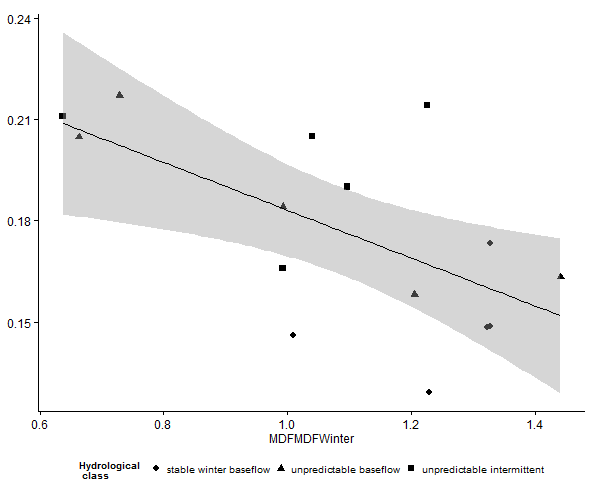 0.24
0.21
0.18
0.15
0.6 0.8 1.0 1.2 1.4
MDFMDFWinter
Hydrological
class
stable winter baseflow unpredictable baseflow unpredictable intermittent